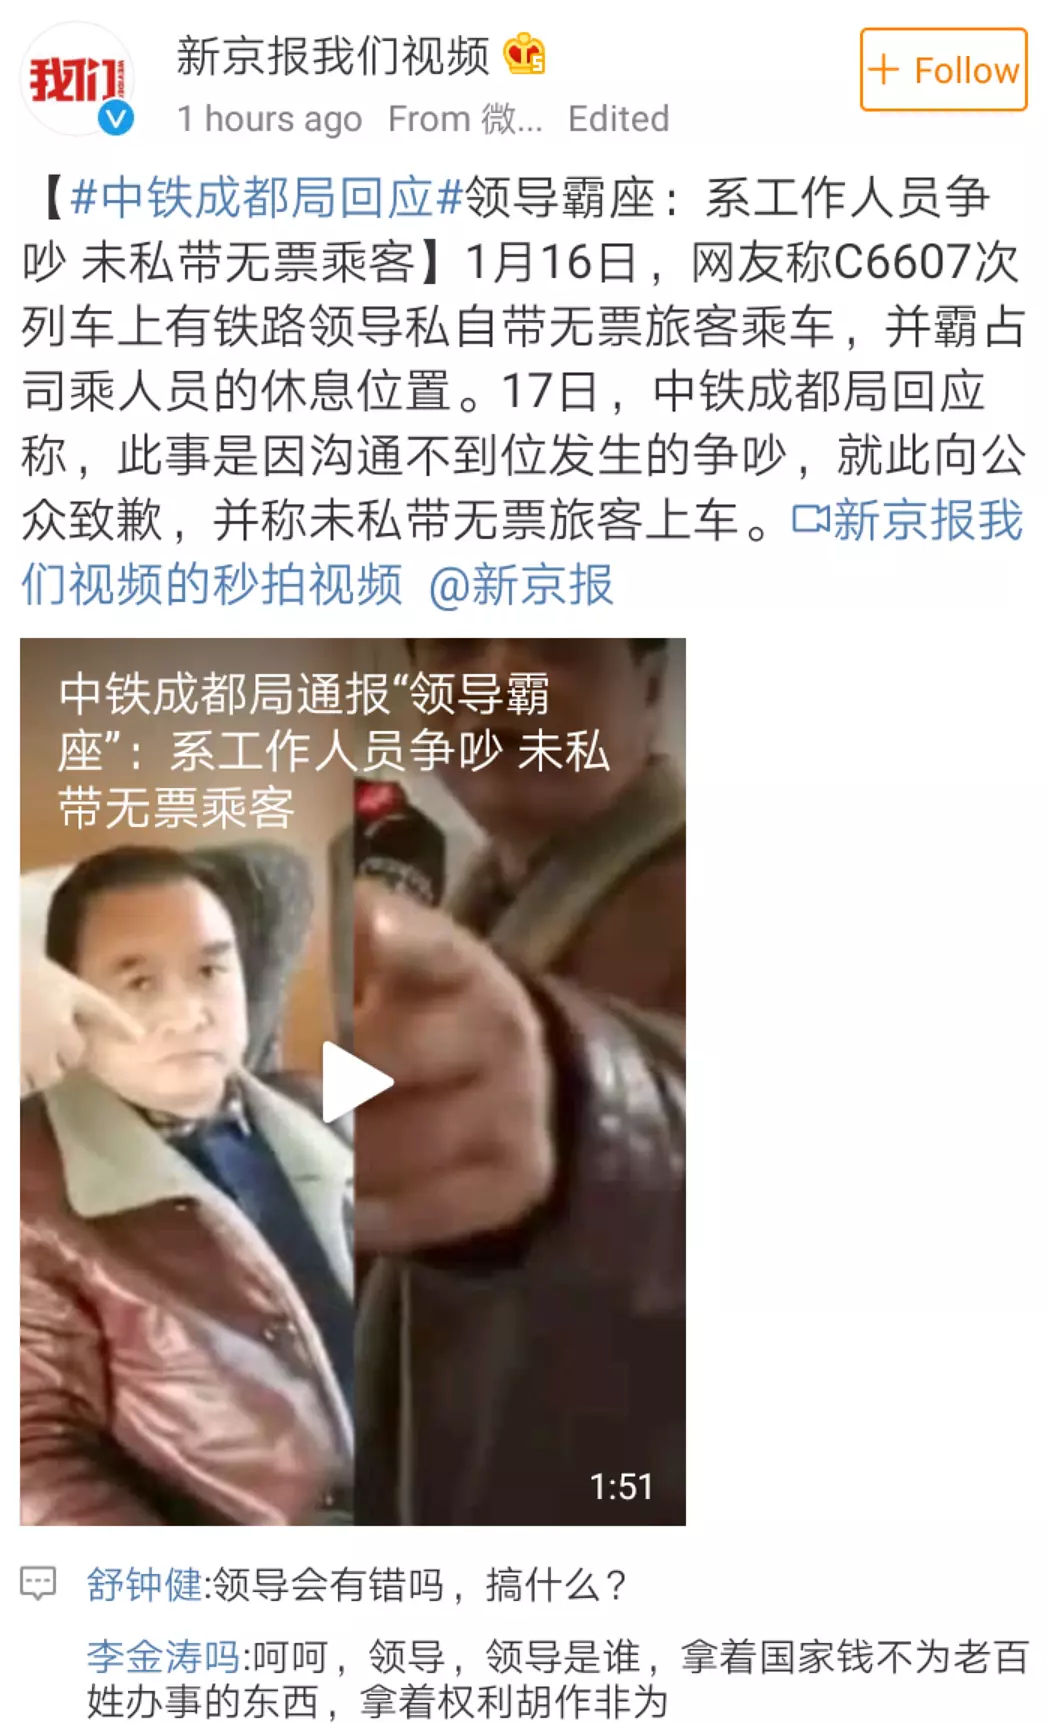 我们
新京报我们视频
1 hours ago From 微... Edited
+ Follow
【#中铁成都局回应#领导霸座：系工作人员争
吵 未私带无票乘客】1月16日，网友称C6607次
列车上有铁路领导私自带无票旅客乘车，并霸占
司乘人员的休息位置。17日，中铁成都局回应
称，此事是因沟通不到位发生的争吵，就此向公
众致歉，并称未私带无票旅客上车。新京报我
们视频的秒拍视频 @新京报
中铁成都局通报“领导霸
座”：系工作人员争吵 未私
带无票乘客
1:51
舒钟健:领导会有错吗，搞什么？
李金涛吗:呵呵，领导，领导是谁，拿着国家钱不为老百
姓办事的东西，拿着权利胡作非为